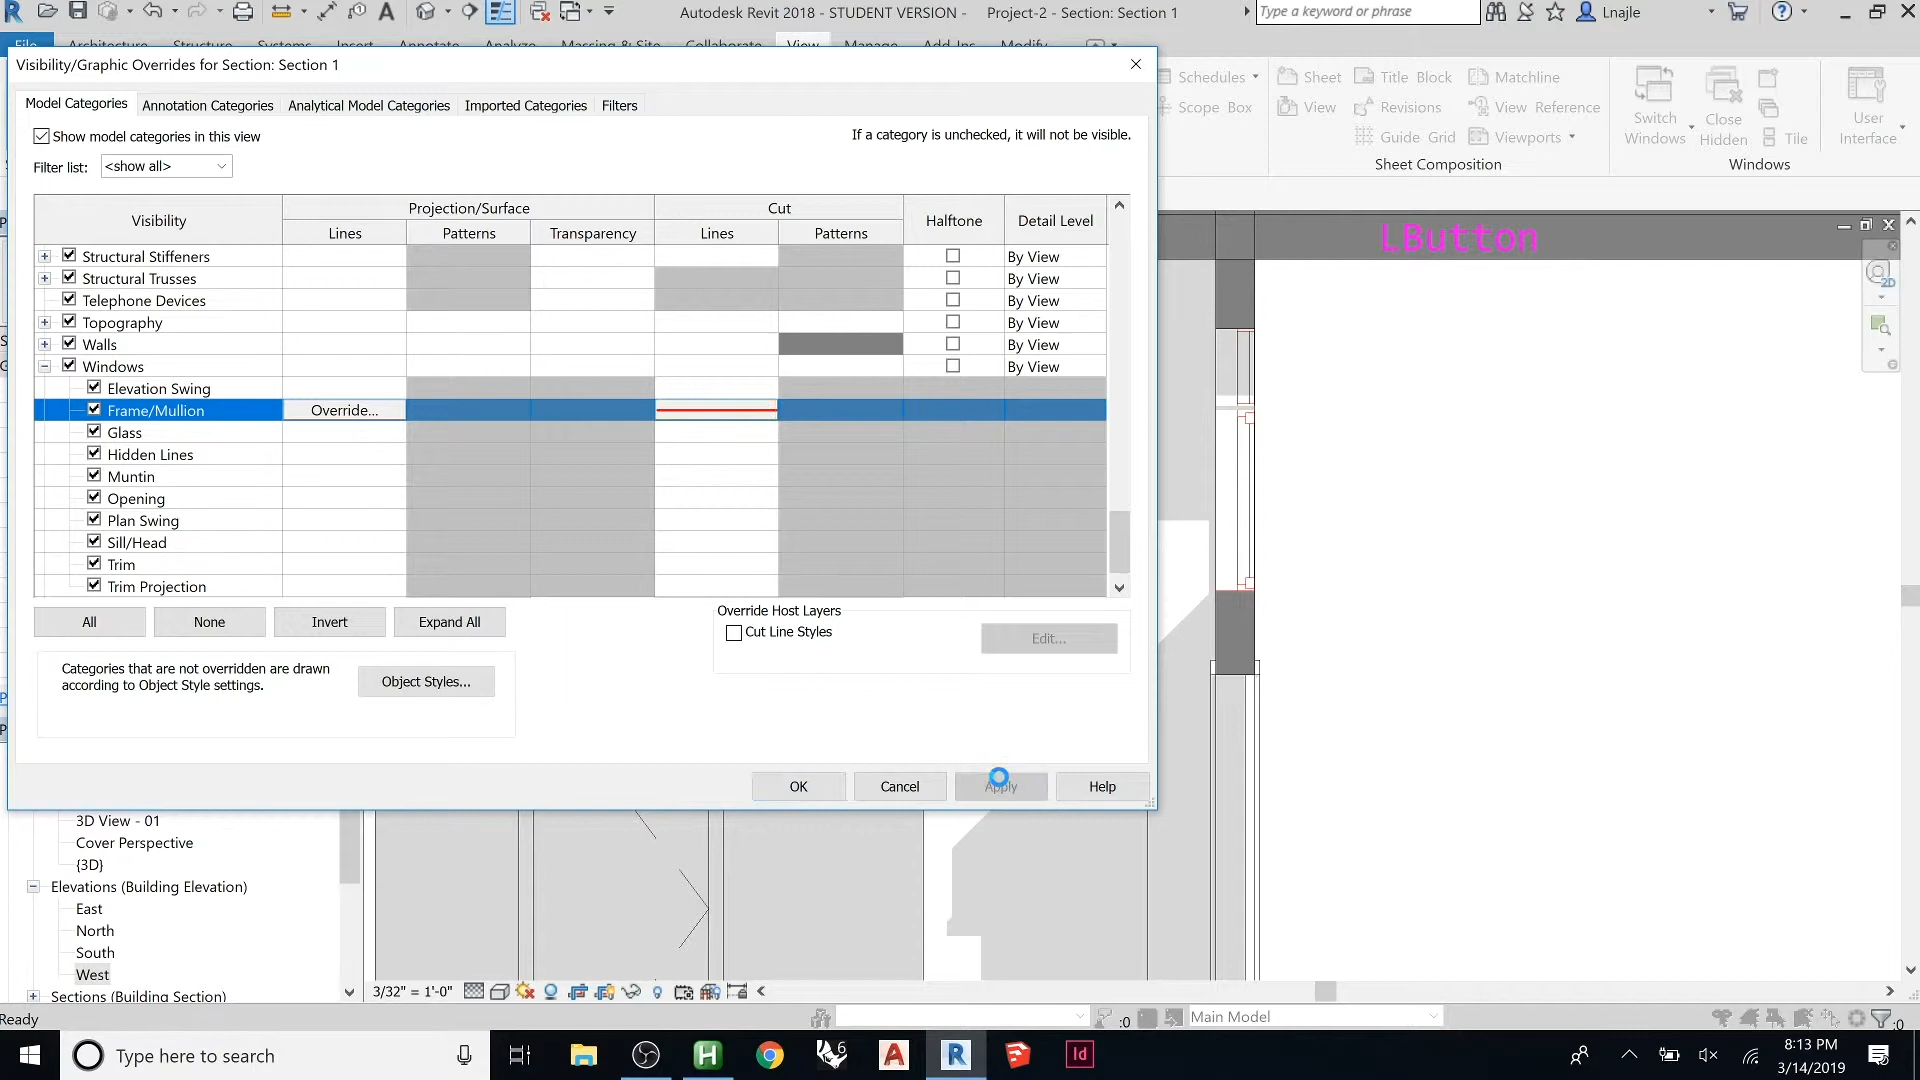 Autodesk Revit 2018 - STUDENT VERSION - Project-2 - Section: Section 1
Type a keyword or phrase
Lnajle
Visibility/Graphic Overrides for Section: Section 1
Model Categories
Annotation Categories
Analytical Model Categories
Imported Categories
Filters
Show model categories in this view
If a category is unchecked, it will not be visible.
Filter list:
<show all>
Visibility
Projection/Surface
Cut
Halftone
Detail Level
Lines
Patterns
Transparency
Lines
Patterns
Structural Stiffeners
By View
Structural Trusses
By View
Telephone Devices
By View
Topography
By View
Walls
By View
Windows
By View
Elevation Swing
Frame/Mullion
Override...
Glass
Hidden Lines
Muntin
Opening
Plan Swing
Sill/Head
Trim
Trim Projection
All
None
Invert
Expand All
Override Host Layers
Cut Line Styles
Edit...
Categories that are not overridden are drawn
according to Object Style settings.
Object Styles...
OK
Cancel
Apply
Help
Schedules
Scope Box
Sheet
View
Title Block
Revisions
Guide Grid
Matchline
View Reference
Viewports
Sheet Composition
Switch
Windows
Close
Hidden
Tile
Windows
User
Interface
LButton
2D
3D View - 01
Cover Perspective
{3D}
Elevations (Building Elevation)
East
North
South
West
Sections (Building Section)
3/32" = 1'-0"
Ready
:0
Main Model
:0
Type here to search
8:13 PM
3/14/2019